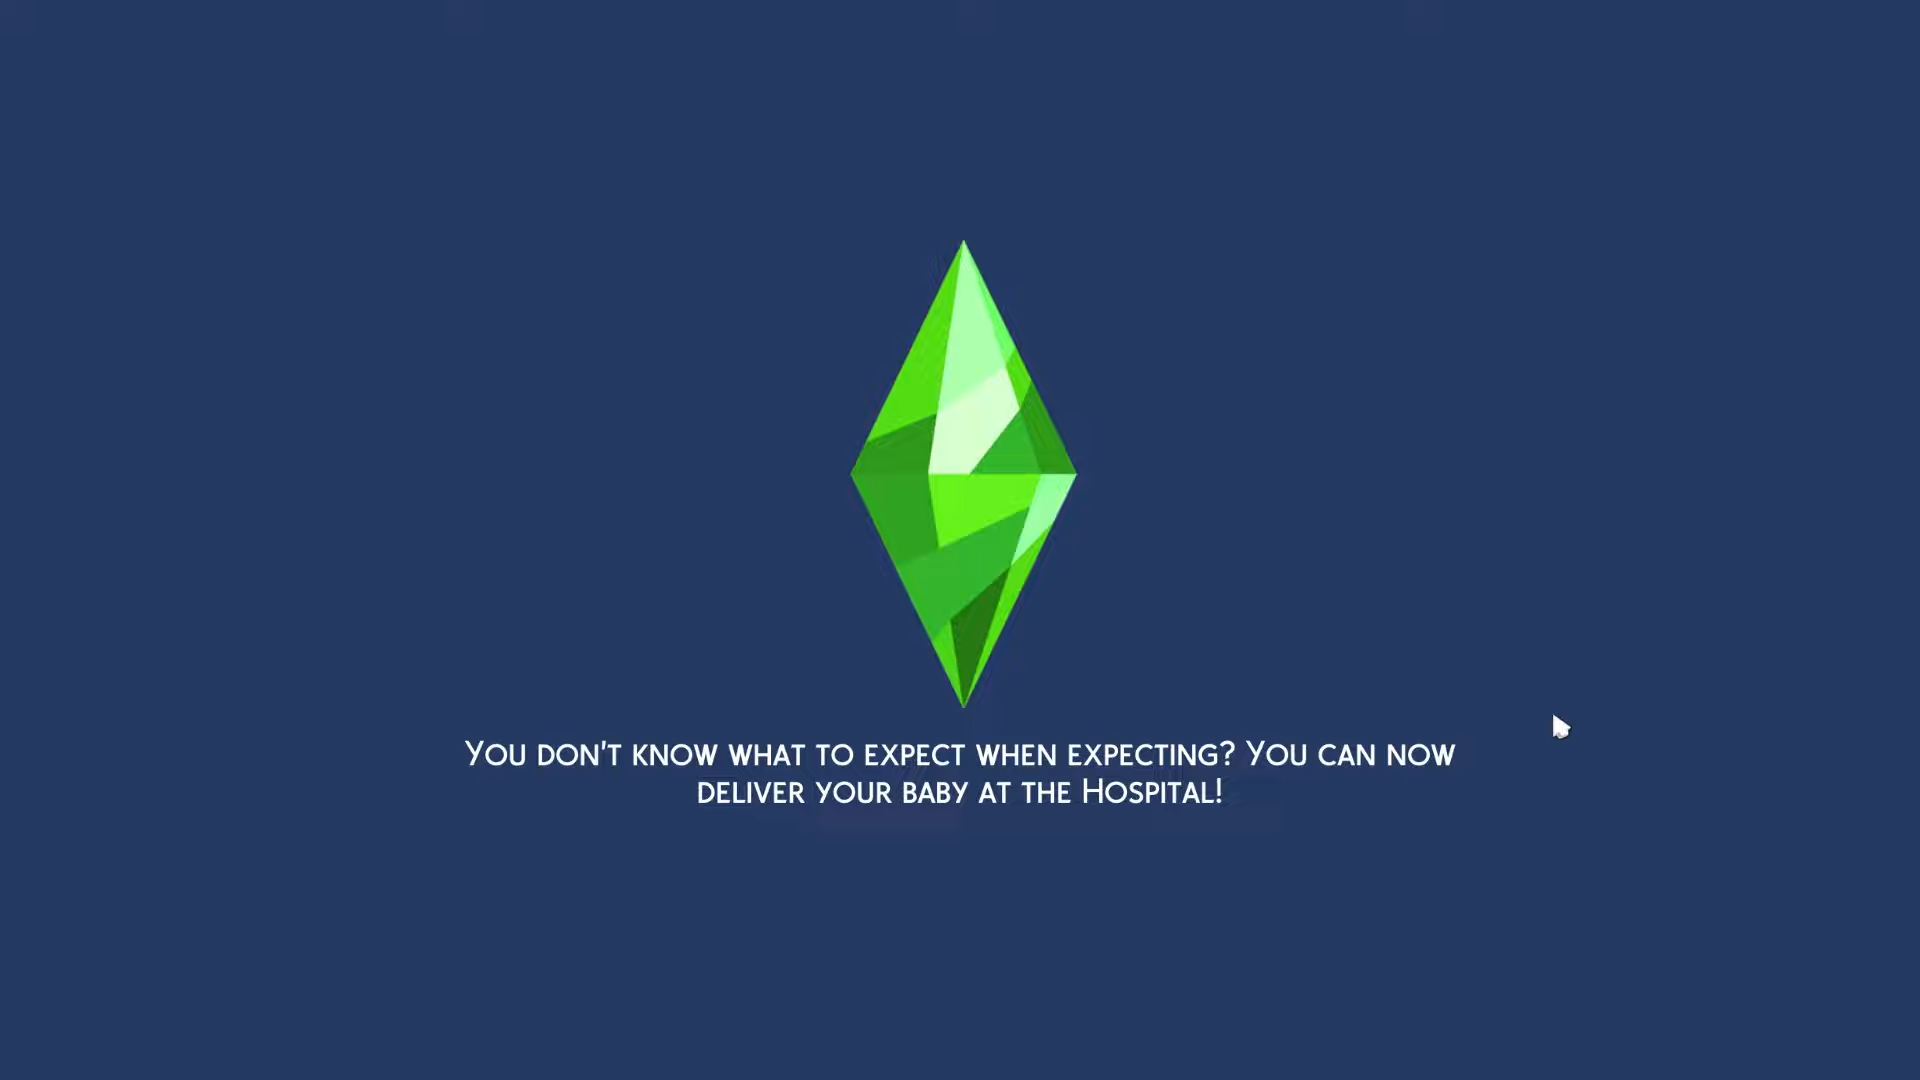 You don't know what to expect when expecting? You can now
deliver your baby at the Hospital!